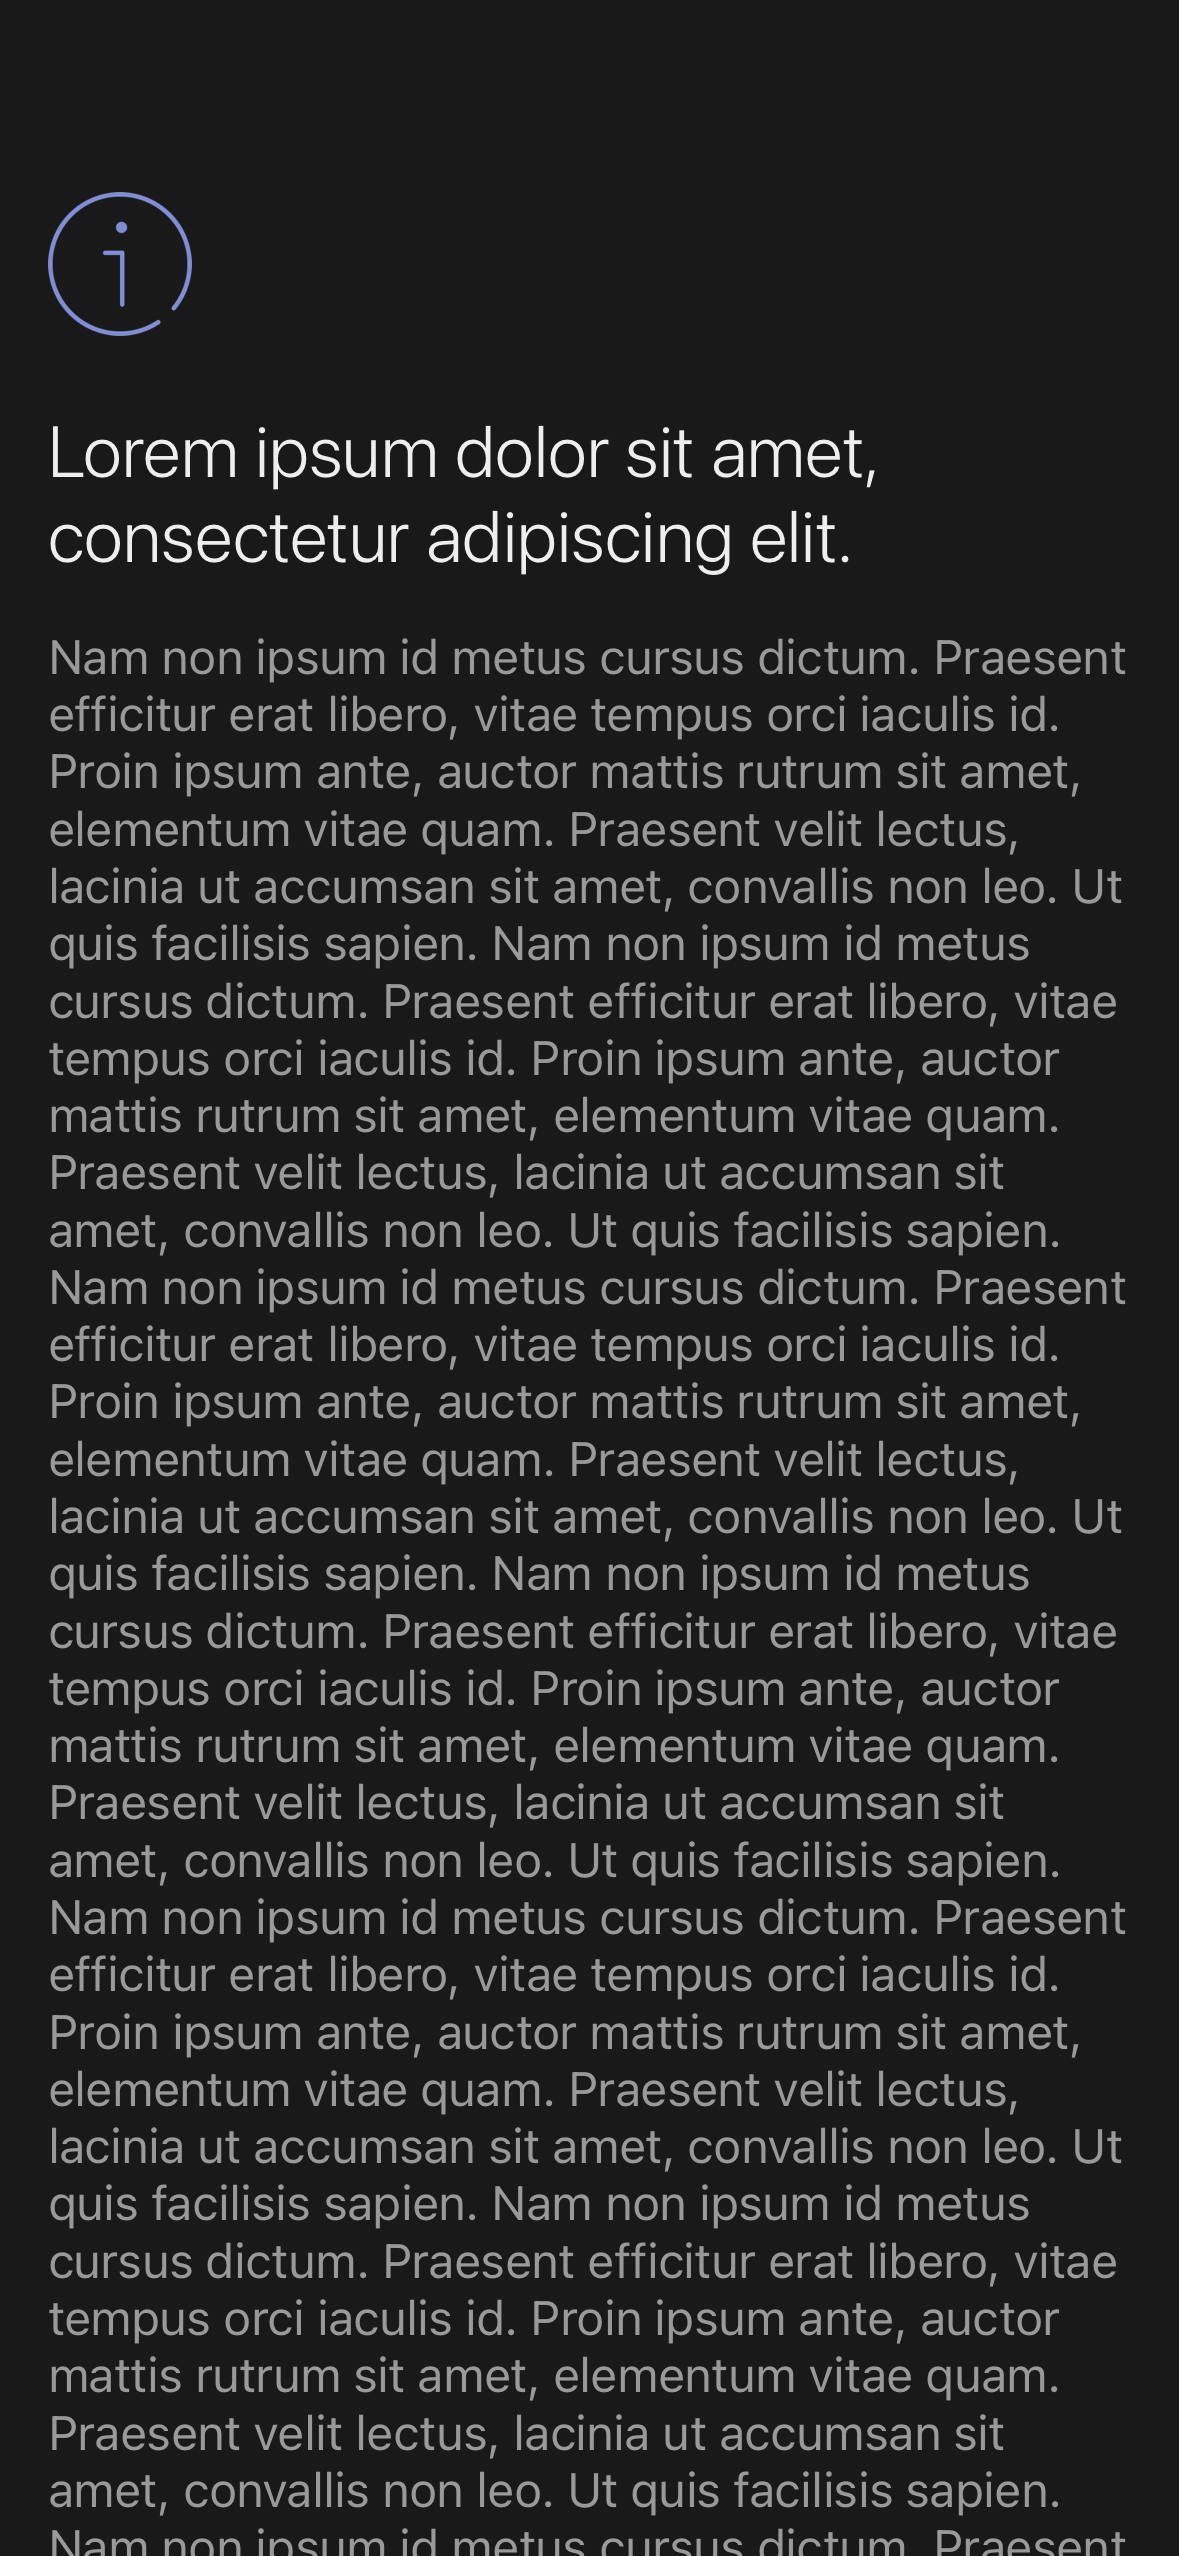 Lorem ipsum dolor sit amet,
consectetur adipiscing elit.
Nam non ipsum id metus cursus dictum. Praesent
efficitur erat libero, vitae tempus orci iaculis id.
Proin ipsum ante, auctor mattis rutrum sit amet,
elementum vitae quam. Praesent velit lectus,
lacinia ut accumsan sit amet, convallis non leo. Ut
quis facilisis sapien. Nam non ipsum id metus
cursus dictum. Praesent efficitur erat libero, vitae
tempus orci iaculis id. Proin ipsum ante, auctor
mattis rutrum sit amet, elementum vitae quam.
Praesent velit lectus, lacinia ut accumsan sit
amet, convallis non leo. Ut quis facilisis sapien.
Nam non ipsum id metus cursus dictum. Praesent
efficitur erat libero, vitae tempus orci iaculis id.
Proin ipsum ante, auctor mattis rutrum sit amet,
elementum vitae quam. Praesent velit lectus,
lacinia ut accumsan sit amet, convallis non leo. Ut
quis facilisis sapien. Nam non ipsum id metus
cursus dictum. Praesent efficitur erat libero, vitae
tempus orci iaculis id. Proin ipsum ante, auctor
mattis rutrum sit amet, elementum vitae quam.
Praesent velit lectus, lacinia ut accumsan sit
amet, convallis non leo. Ut quis facilisis sapien.
Nam non ipsum id metus cursus dictum. Praesent
efficitur erat libero, vitae tempus orci iaculis id.
Proin ipsum ante, auctor mattis rutrum sit amet,
elementum vitae quam. Praesent velit lectus,
lacinia ut accumsan sit amet, convallis non leo. Ut
quis facilisis sapien. Nam non ipsum id metus
cursus dictum. Praesent efficitur erat libero, vitae
tempus orci iaculis id. Proin ipsum ante, auctor
mattis rutrum sit amet, elementum vitae quam.
Praesent velit lectus, lacinia ut accumsan sit
amet, convallis non leo. Ut quis facilisis sapien.
Nam non ipsum id metus cursus dictum. Praesent